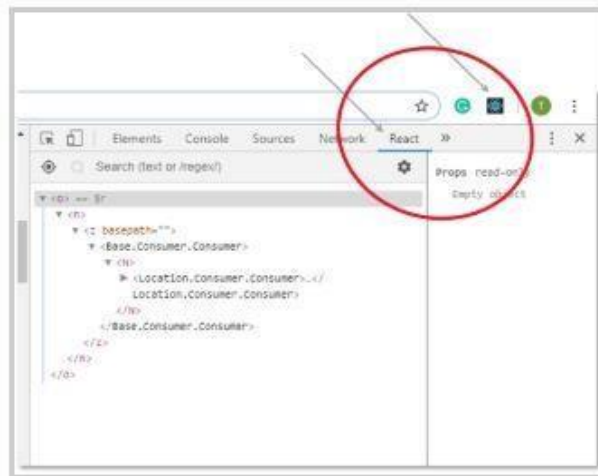 T
Elements Console Sources Network React »
Search (text or /regex/)
Props read-only
Empty object
▼ <b> == $r
▼ <n>
▼ <z basepath="">
▼ <Base.Consumer.Consumer>
▼ <N>
▶ <Location.Consumer.Consumer>…</
Location.Consumer.Consumer>
</N>
</Base.Consumer.Consumer>
</z>
</n>